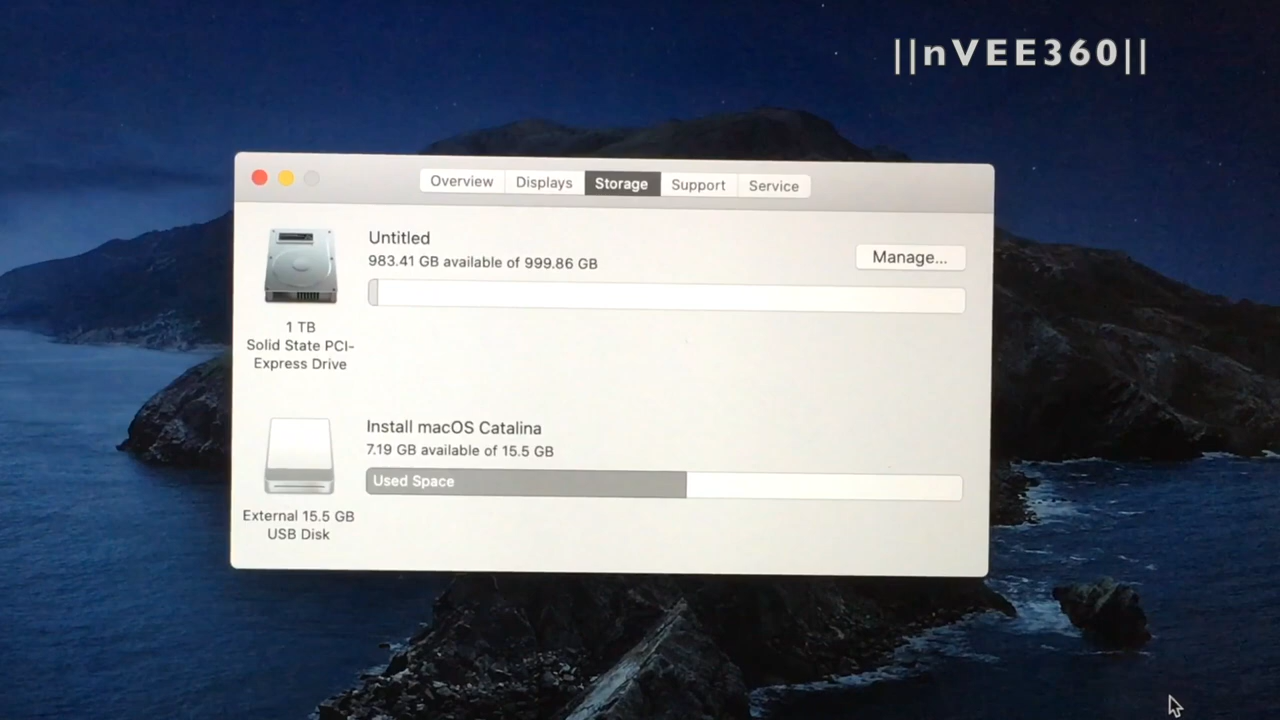 ||nVEE360||
Overview
Displays
Storage
Support
Service
Untitled
983.41 GB available of 999.86 GB
Manage...
1 TB
Solid State PCI-
Express Drive
Install macOS Catalina
7.19 GB available of 15.5 GB
Used Space
External 15.5 GB
USB Disk